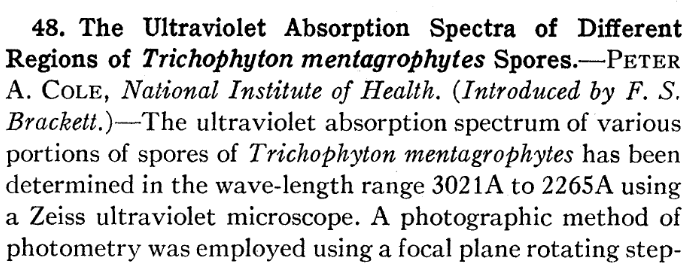 48. The Ultraviolet Absorption Spectra of Different
Regions of Trichophyton mentagrophytes Spores.—PETER
A. COLE, National Institute of Health. (Introduced by F. S.
Brackett.)—The ultraviolet absorption spectrum of various
portions of spores of Trichophyton mentagrophytes has been
determined in the wave-length range 3021A to 2265A using
a Zeiss ultraviolet microscope. A photographic method of
photometry was employed using a focal plane rotating step-